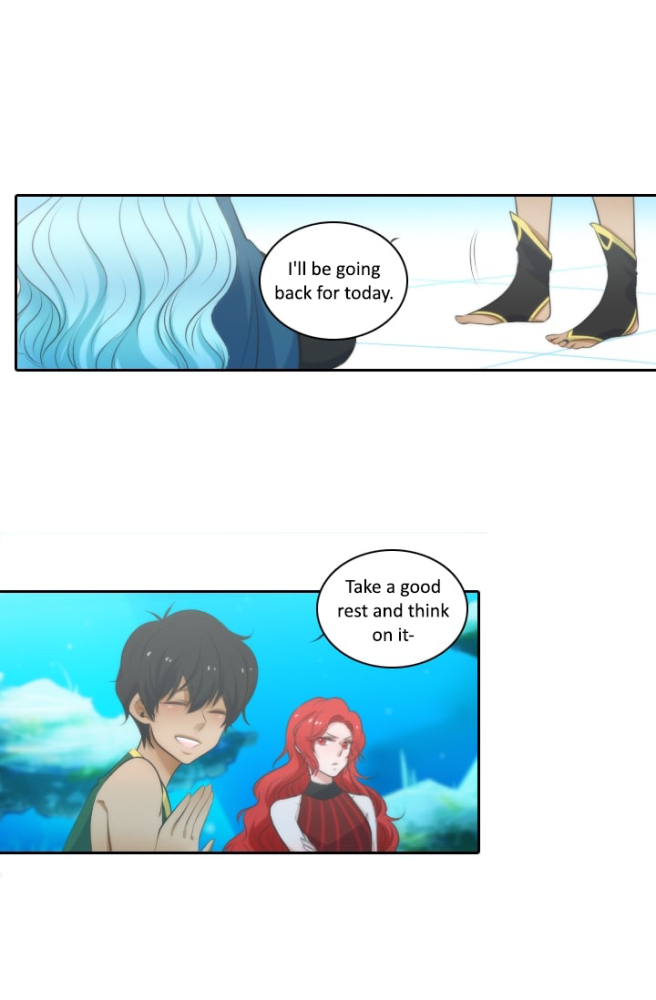 I'll be going
back for today.
Take a good
rest and think
on it-